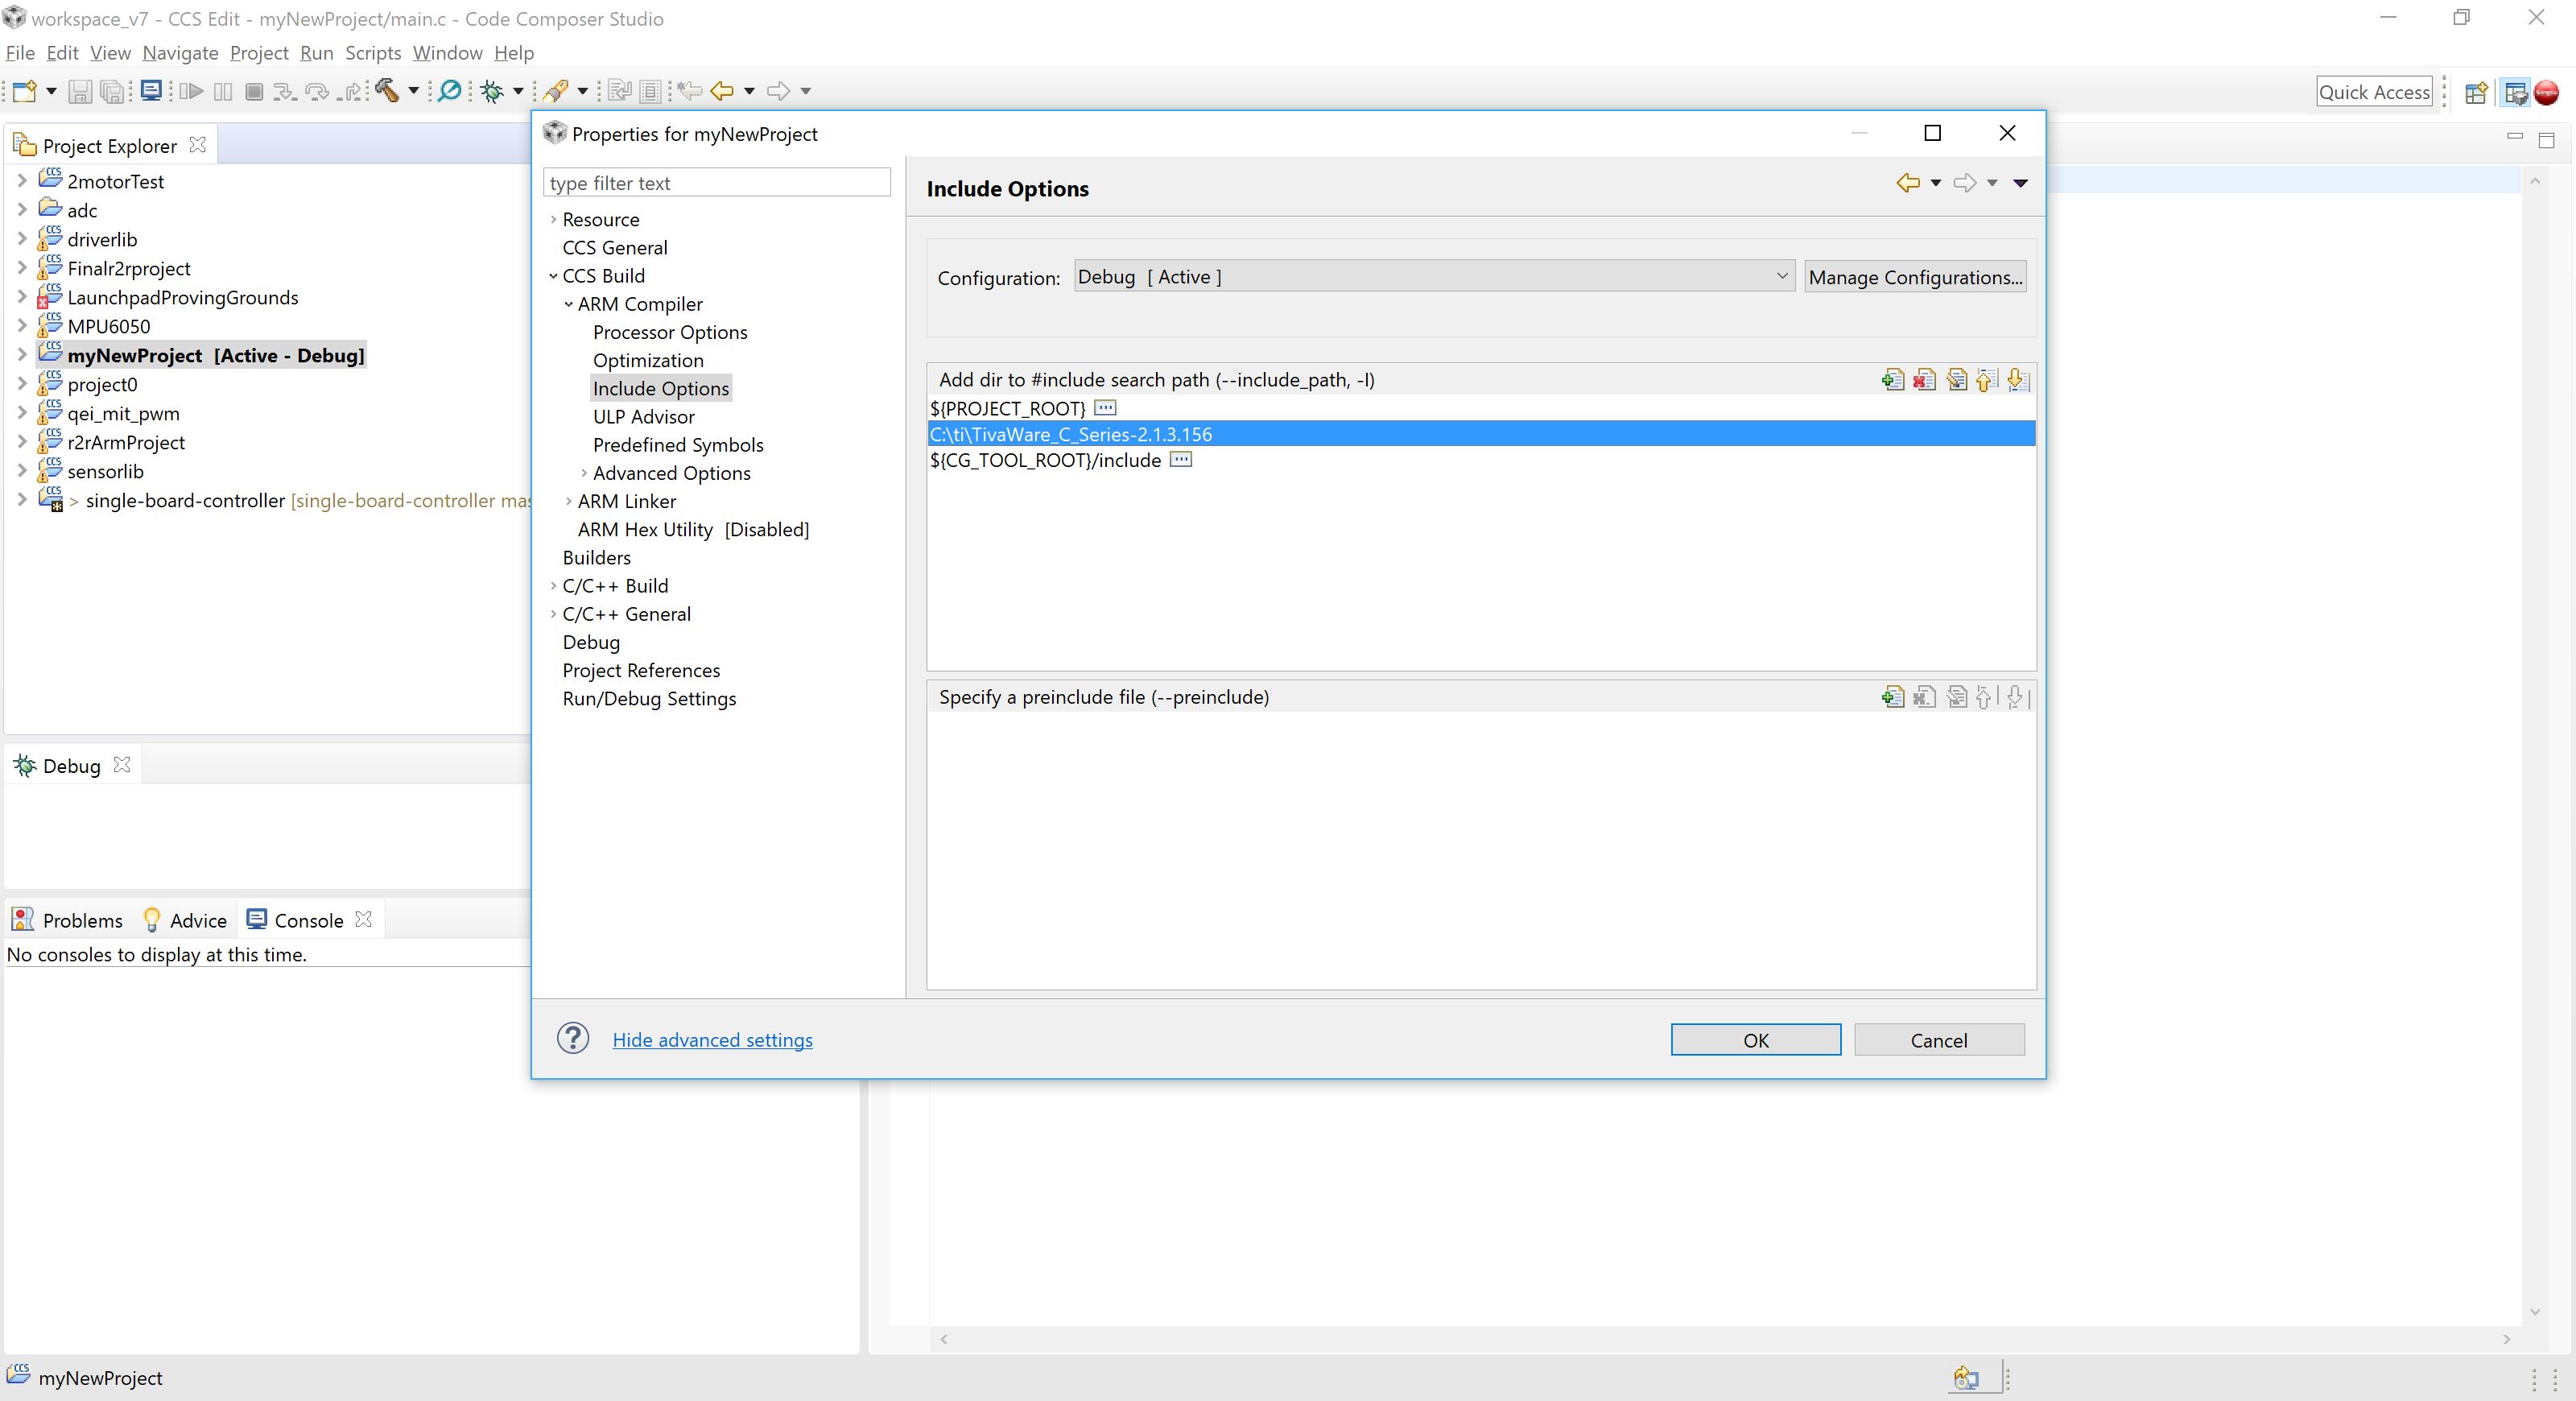 workspace_v7 - CCS Edit - myNewProject/main.c - Code Composer Studio
File Edit View Navigate Project Run Scripts Window Help
Quick Access
Project Explorer
2motorTest
adc
driverlib
Finalr2rproject
LaunchpadProvingGrounds
MPU6050
myNewProject [Active - Debug]
project0
qei_mit_pwm
r2rArmProject
sensorlib
> single-board-controller [single-board-controller mas
Debug
Problems
Advice
Console
No consoles to display at this time.
Properties for myNewProject
type filter text
Resource
CCS General
CCS Build
ARM Compiler
Processor Options
Optimization
Include Options
ULP Advisor
Predefined Symbols
Advanced Options
ARM Linker
ARM Hex Utility [Disabled]
Builders
C/C++ Build
C/C++ General
Debug
Project References
Run/Debug Settings
Include Options
Configuration: Debug [ Active ]
Manage Configurations...
Add dir to #include search path (--include_path, -I)
${PROJECT_ROOT}
C:\ti\TivaWare_C_Series-2.1.3.156
${CG_TOOL_ROOT}/include
Specify a preinclude file (--preinclude)
Hide advanced settings
OK
Cancel
myNewProject